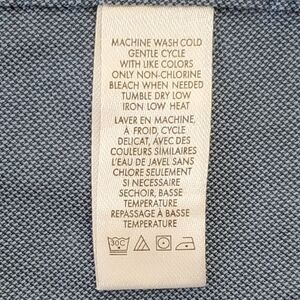 MACHINE WASH COLD
GENTLE CYCLE
WITH LIKE COLORS
ONLY NON-CHLORINE
BLEACH WHEN NEEDED
TUMBLE DRY LOW
IRON LOW HEAT
LAVER EN MACHINE,
À FROID, CYCLE
DELICAT, AVEC DES
COULEURS SIMILAIRES
L'EAU DE JAVEL SANS
CHLORE SEULEMENT
SI NECESSAIRE
SECHOIR, BASSE
TEMPERATURE
REPASSAGE À BASSE
TEMPERATURE
30C